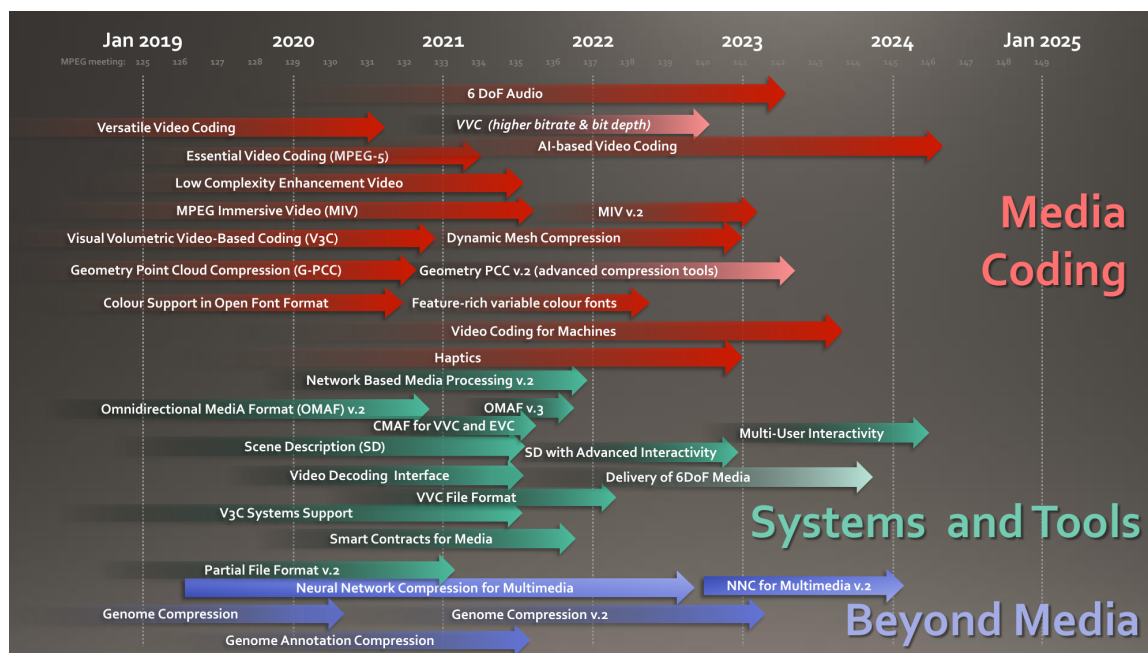 Jan 2019 2020 2021 2022 2023 2024 Jan 2025
MPEG meeting: 125 126 127 128 129 130 131 132 133 134 135 136 137 138 139 140 141 142 143 144 145 146 147 148 149
6 DoF Audio
VVC (higher bitrate & bit depth)
Versatile Video Coding
AI-based Video Coding
Essential Video Coding (MPEG-5)
Low Complexity Enhancement Video
MPEG Immersive Video (MIV)
MIV v.2
Visual Volumetric Video-Based Coding (V3C)
Dynamic Mesh Compression
Geometry Point Cloud Compression (G-PCC)
Geometry PCC v.2 (advanced compression tools)
Colour Support in Open Font Format
Feature-rich variable colour fonts
Video Coding for Machines
Haptics
Media
Coding
Network Based Media Processing v.2
Omnidirectional MediA Format (OMAF) v.2
OMAF v.3
CMAF for VVC and EVC
Multi-User Interactivity
Scene Description (SD)
SD with Advanced Interactivity
Video Decoding Interface
Delivery of 6DoF Media
VVC File Format
V3C Systems Support
Smart Contracts for Media
Systems and Tools
Partial File Format v.2
Neural Network Compression for Multimedia
NNC for Multimedia v.2
Genome Compression
Genome Compression v.2
Genome Annotation Compression
Beyond Media